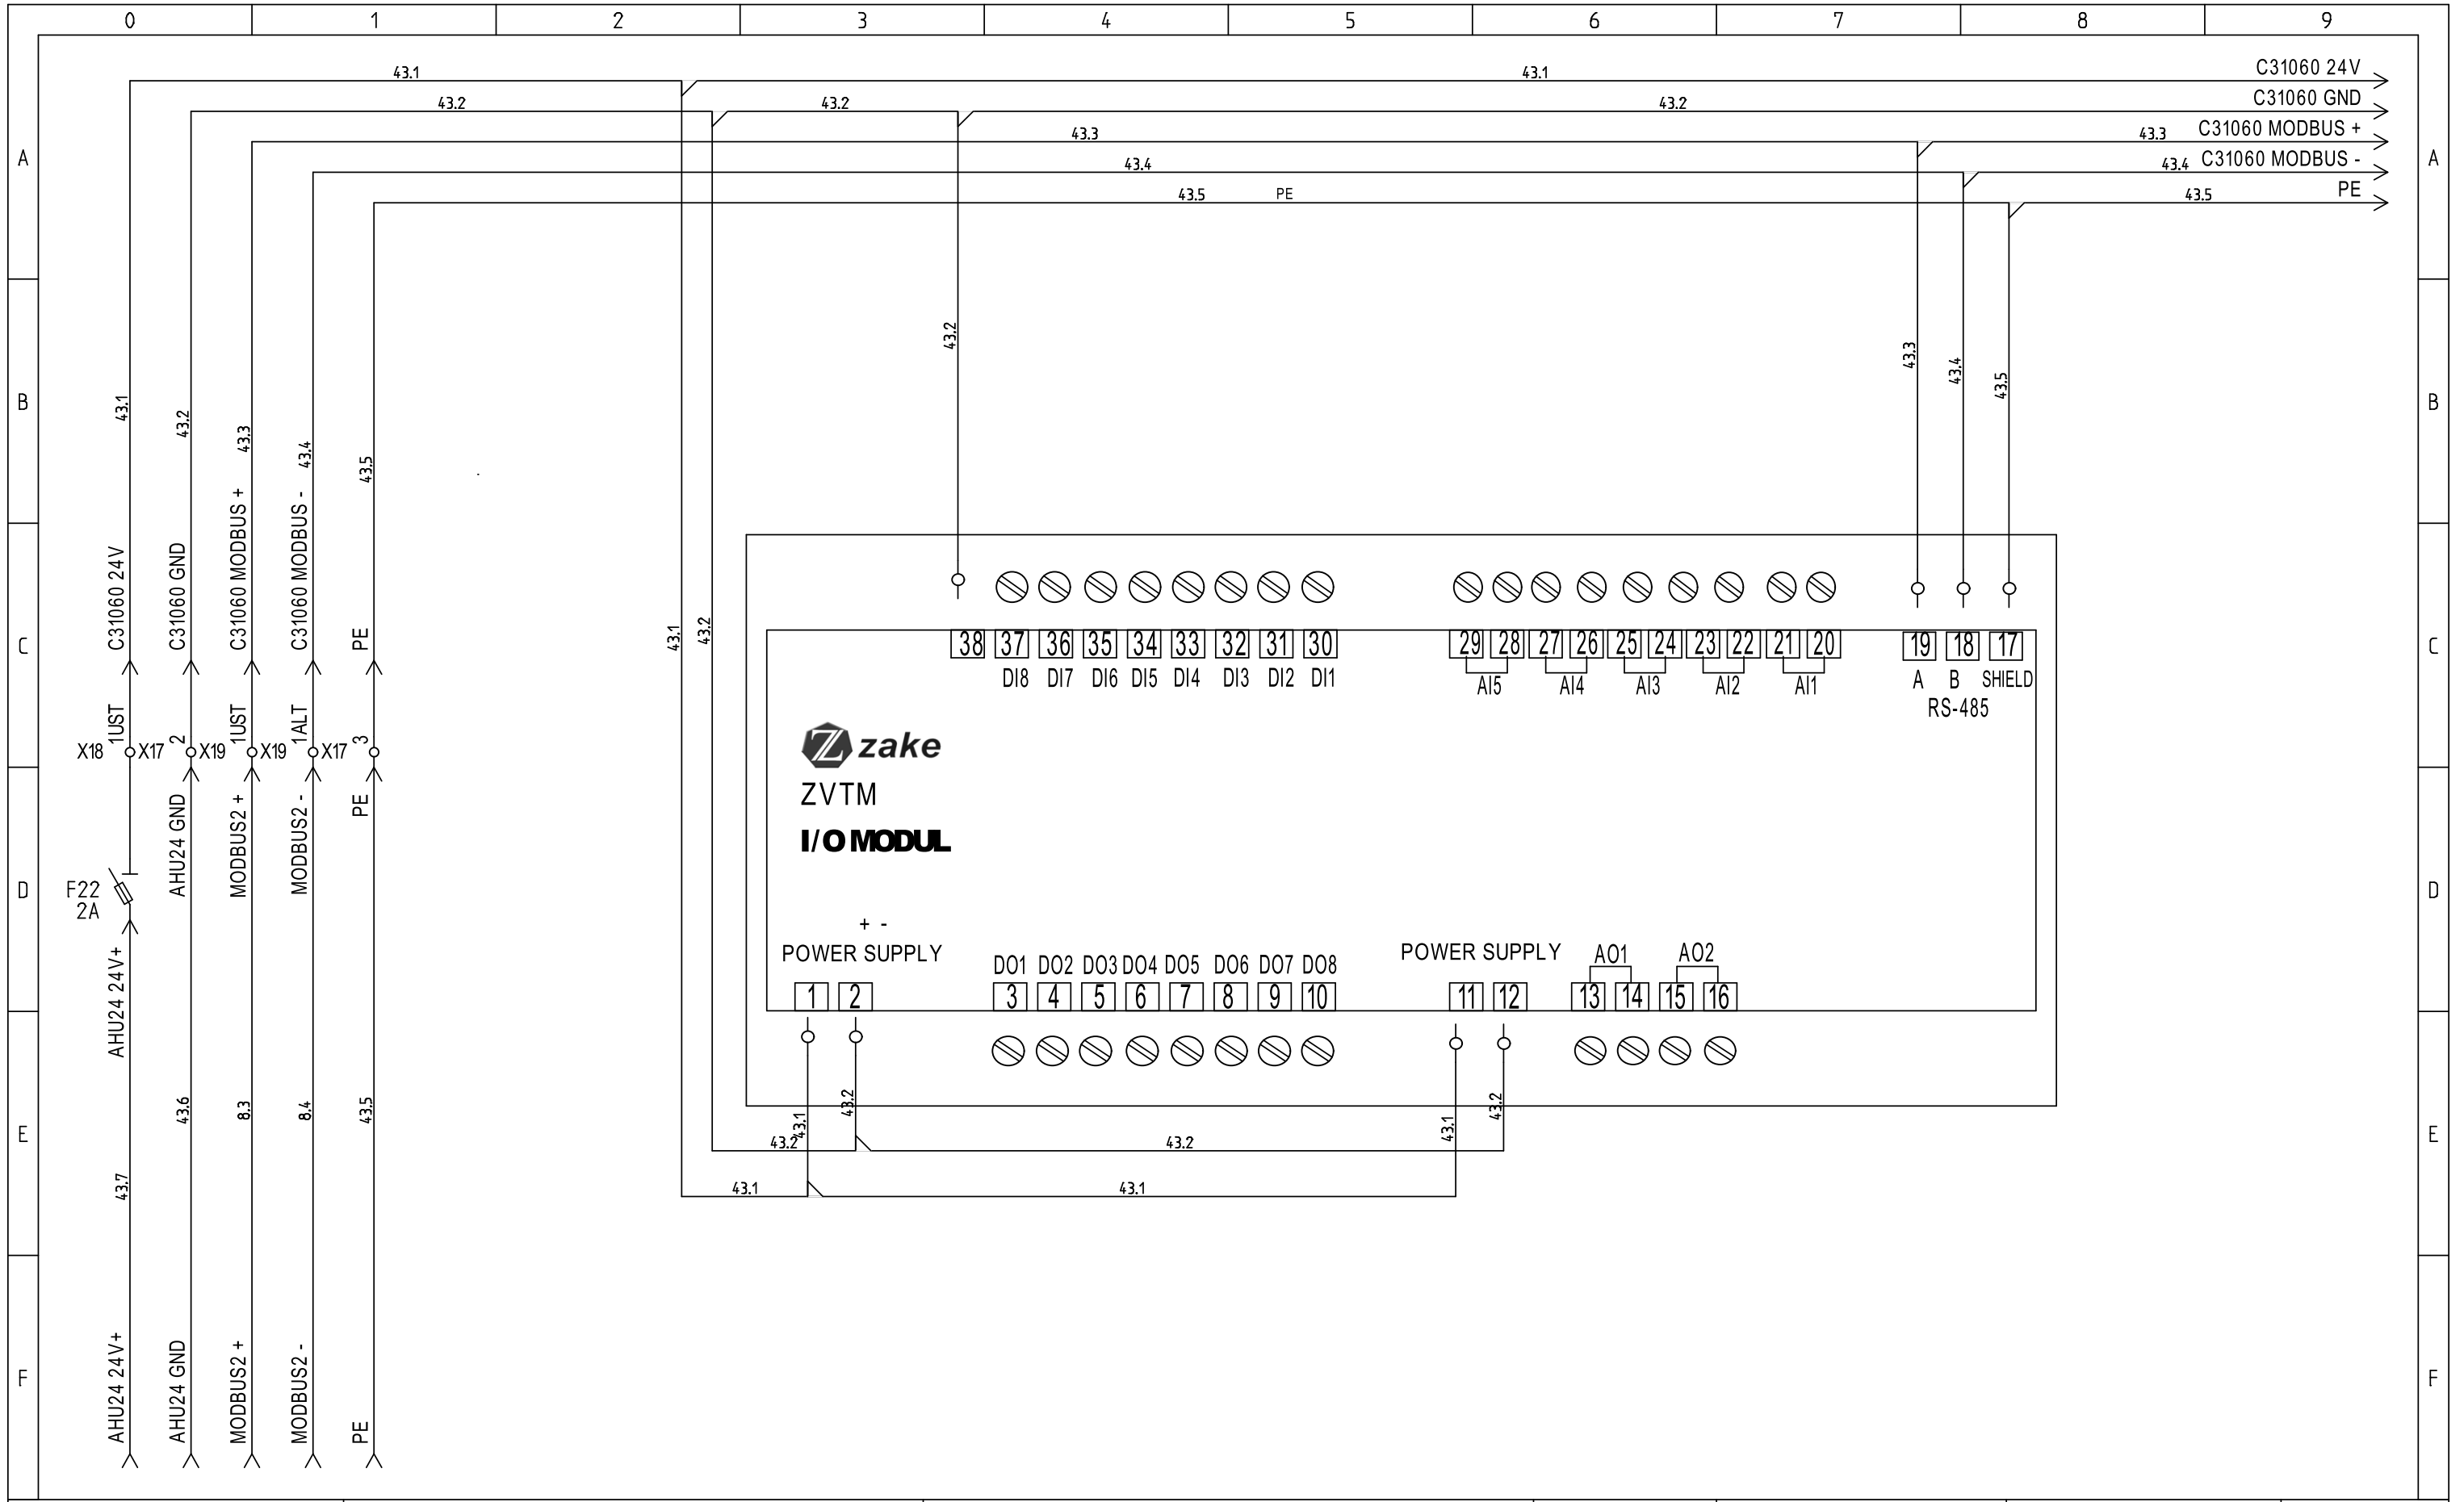 0 1 2 3 4 5 6 7 8 9
43.1 43.1 C31060 24V
43.2 43.2 43.2 C31060 GND
43.3 43.3 C31060 MODBUS +
43.4 43.4 C31060 MODBUS -
43.5 PE 43.5 PE
A A
43.2
43.3
43.4
43.5
B B
43.1
43.2
43.3
43.4
43.5
C31060 24V
C31060 GND
C31060 MODBUS +
C31060 MODBUS -
PE
43.1
43.2
C C
38 37 36 35 34 33 32 31 30 29 28 27 26 25 24 23 22 21 20 19 18 17
DI8 DI7 DI6 DI5 DI4 DI3 DI2 DI1 AI5 AI4 AI3 AI2 AI1 A B SHIELD
RS-485
1UST
2
1UST
1ALT
3
X18 X17 X19 X19 X17
zake
ZVTM
I/O MODUL
AHU24 GND
MODBUS2 +
MODBUS2 -
PE
D D
F22
2A
+ -
POWER SUPPLY
POWER SUPPLY
DO1 DO2 DO3 DO4 DO5 DO6 DO7 DO8
AO1 AO2
1 2 3 4 5 6 7 8 9 10 11 12 13 14 15 16
AHU24 24V+
43.6
8.3
8.4
43.5
43.1
43.2
43.1
43.2
E E
43.2 43.2
43.7
43.1 43.1
F F
AHU24 24V+
AHU24 GND
MODBUS2 +
MODBUS2 -
PE